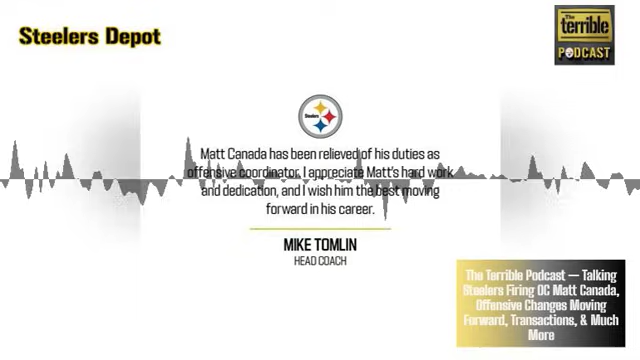 Steelers Depot
The
terrible
PODCAST
Steelers
Matt Canada has been relieved of his duties as
offensive coordinator. I appreciate Matt's hard work
and dedication, and I wish him the best moving
forward in his career.
MIKE TOMLIN
HEAD COACH
The Terrible Podcast — Talking
Steelers Firing OC Matt Canada,
Offensive Changes Moving
Forward, Transactions, & Much
More